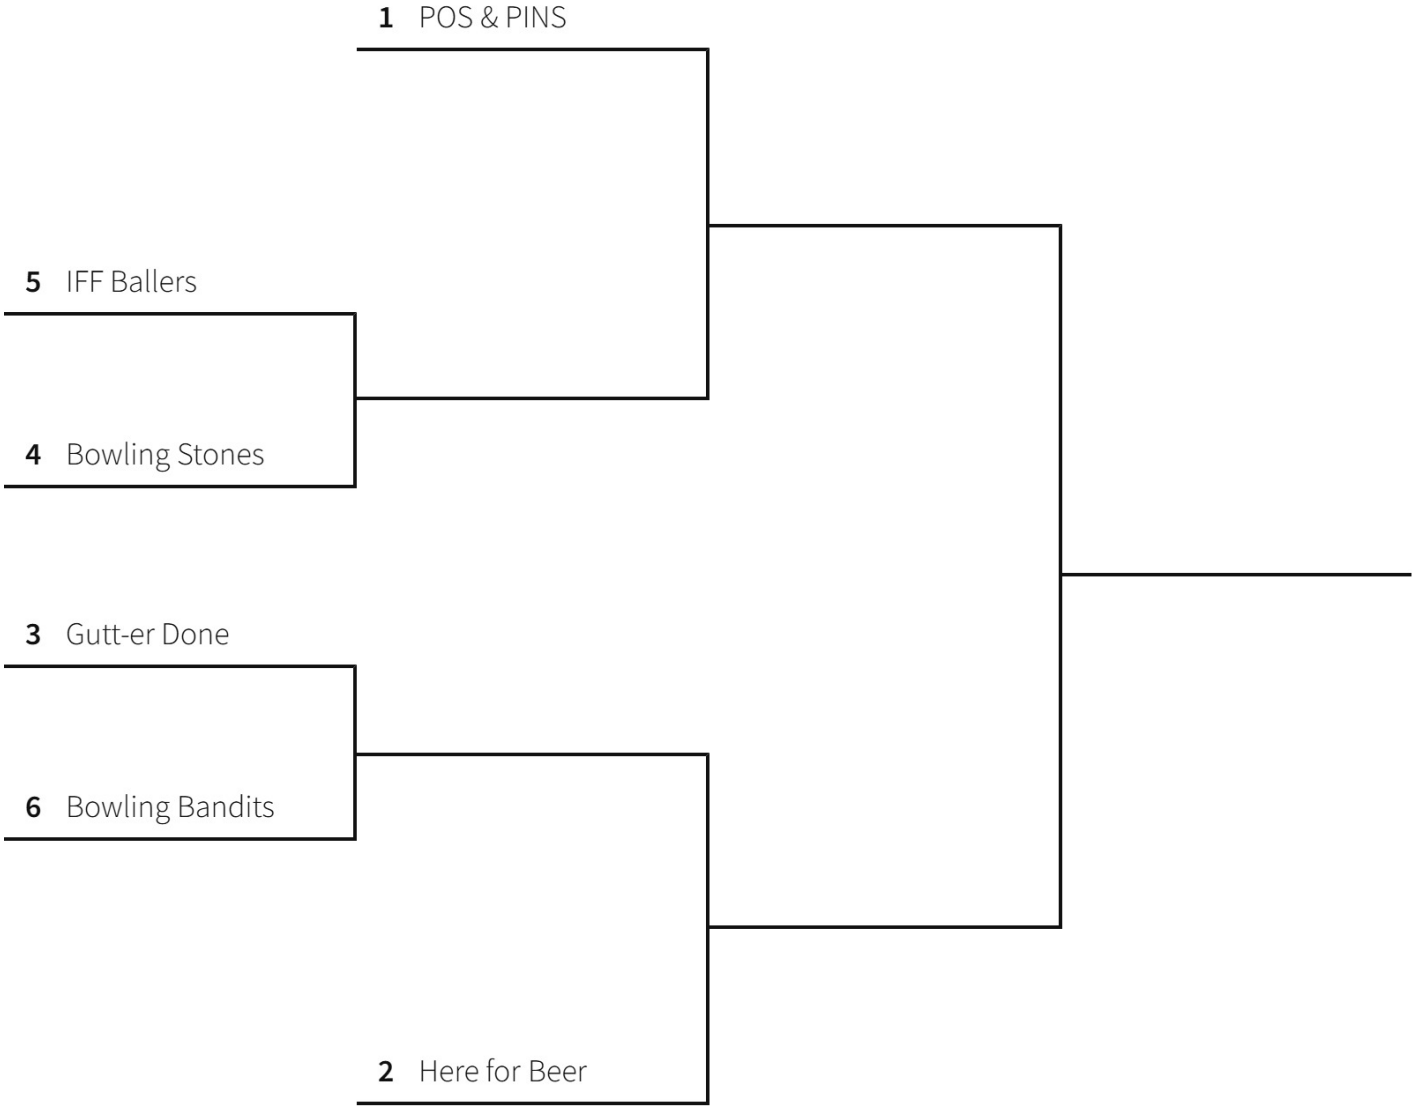 1 POS & PINS
5 IFF Ballers
4 Bowling Stones
3 Gutt-er Done
6 Bowling Bandits
2 Here for Beer